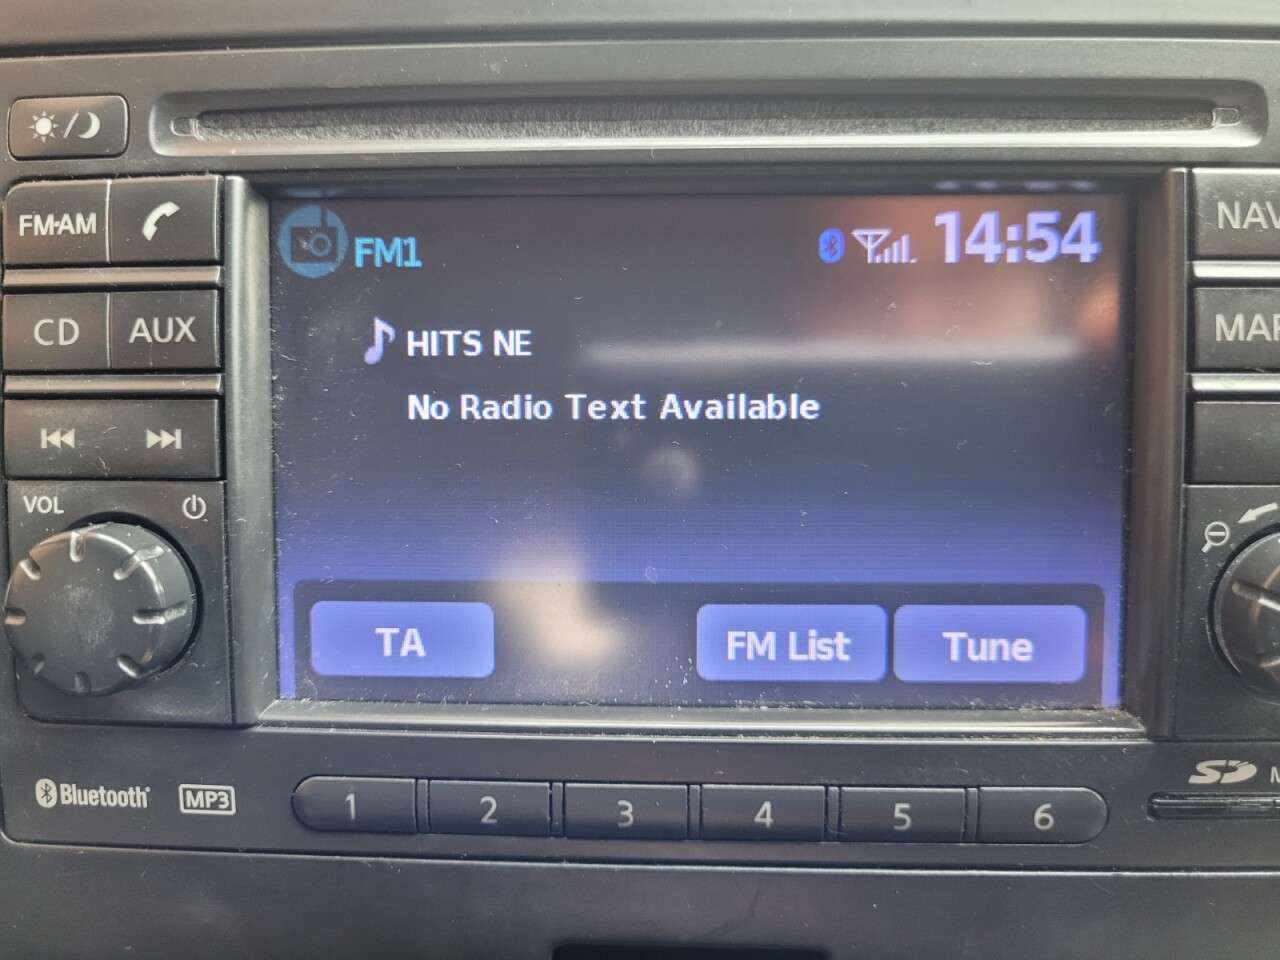 FM·AM
CD
AUX
VOL
FM1
14:54
HITS NE
No Radio Text Available
TA
FM List
Tune
NAV
MAP
Bluetooth
MP3
1
2
3
4
5
6
SD